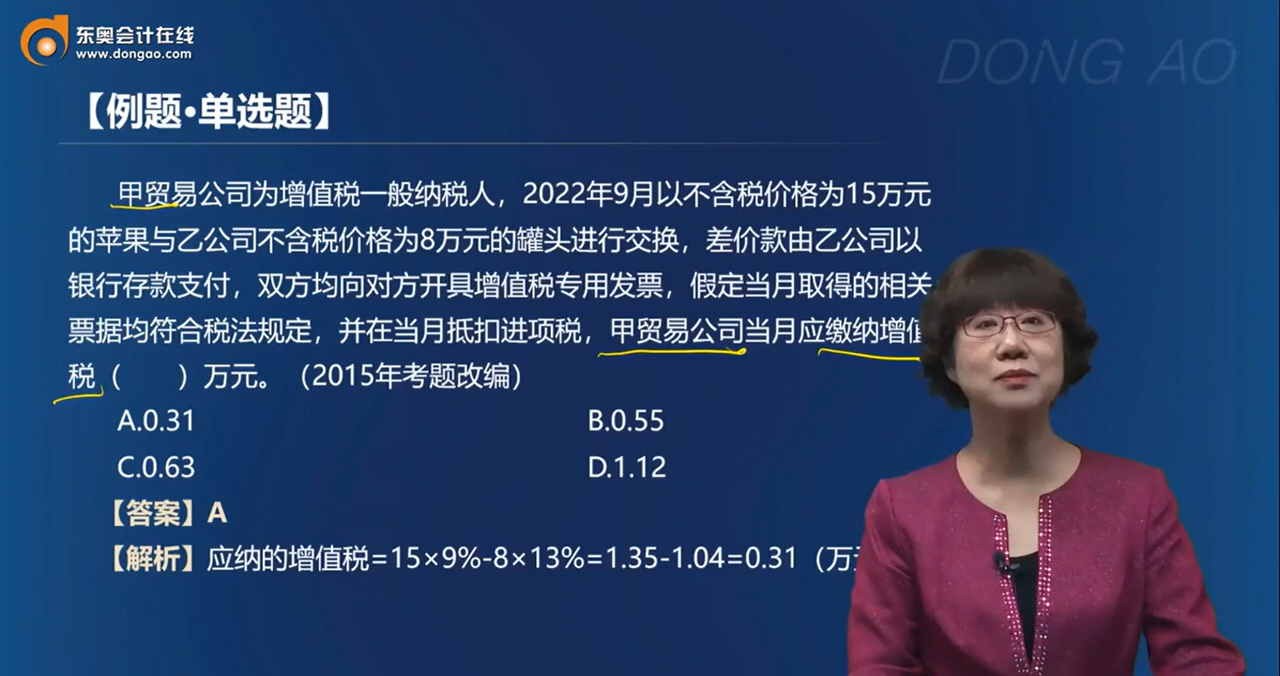 东奥会计在线
www.dongao.com
DONG AO
【例题•单选题】
甲贸易公司为增值税一般纳税人，2022年9月以不含税价格为15万元
的苹果与乙公司不含税价格为8万元的罐头进行交换，差价款由乙公司以
银行存款支付，双方均向对方开具增值税专用发票，假定当月取得的相关
票据均符合税法规定，并在当月抵扣进项税，甲贸易公司当月应缴纳增值
税（　　）万元。（2015年考题改编）
A.0.31 B.0.55
C.0.63 D.1.12
【答案】A
【解析】应纳的增值税=15×9%-8×13%=1.35-1.04=0.31（万